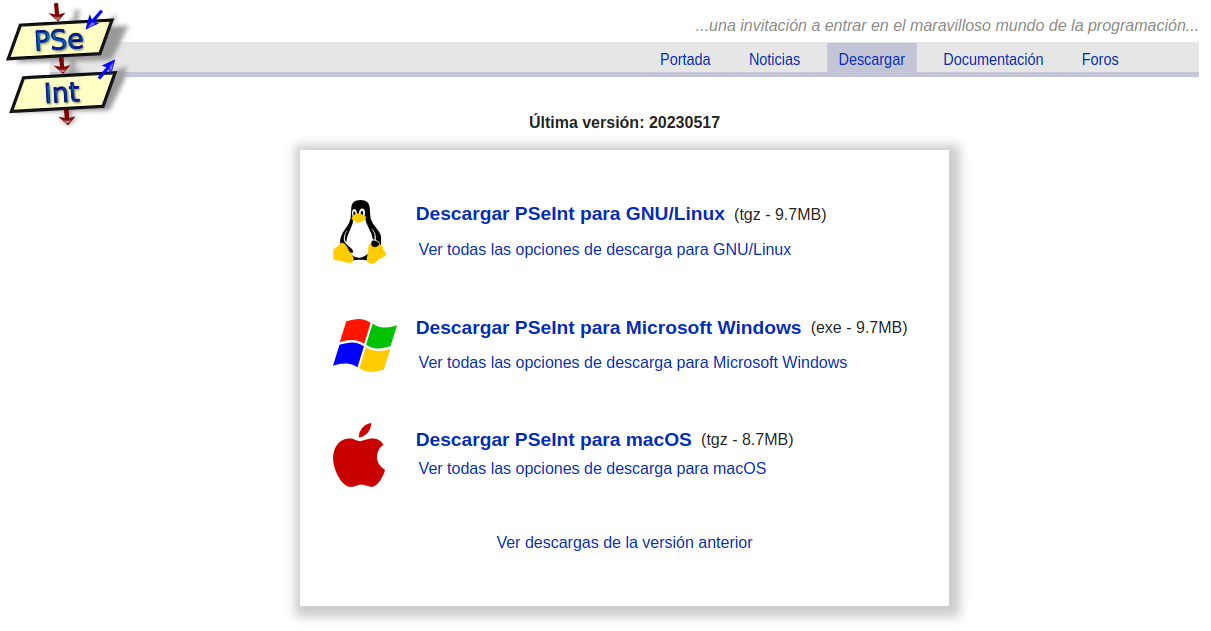 PSe
Int
...una invitación a entrar en el maravilloso mundo de la programación...
Portada Noticias Descargar Documentación Foros
Última versión: 20230517
Descargar PSeInt para GNU/Linux (tgz - 9.7MB)
Ver todas las opciones de descarga para GNU/Linux
Descargar PSeInt para Microsoft Windows (exe - 9.7MB)
Ver todas las opciones de descarga para Microsoft Windows
Descargar PSeInt para macOS (tgz - 8.7MB)
Ver todas las opciones de descarga para macOS
Ver descargas de la versión anterior